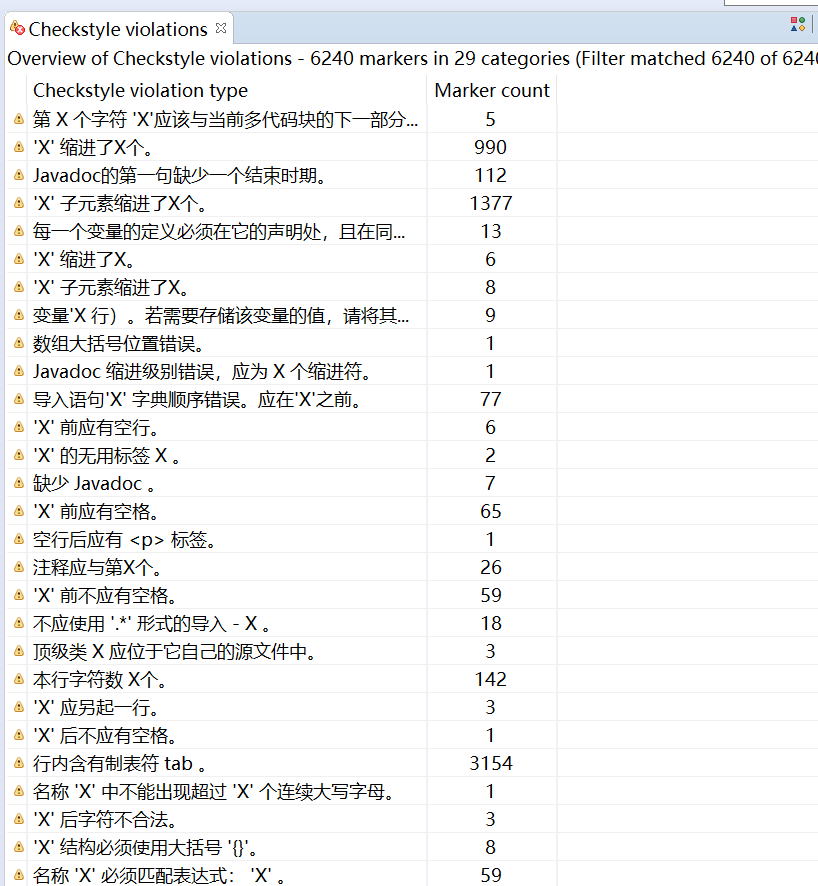 Checkstyle violations
Overview of Checkstyle violations - 6240 markers in 29 categories (Filter matched 6240 of 6240
Checkstyle violation type Marker count
第 X 个字符 'X'应该与当前多代码块的下一部分... 5
'X' 缩进了X个。 990
Javadoc的第一句缺少一个结束时期。 112
'X' 子元素缩进了X个。 1377
每一个变量的定义必须在它的声明处，且在同... 13
'X' 缩进了X。 6
'X' 子元素缩进了X。 8
变量'X 行）。若需要存储该变量的值，请将其... 9
数组大括号位置错误。 1
Javadoc 缩进级别错误，应为 X 个缩进符。 1
导入语句'X' 字典顺序错误。应在'X'之前。 77
'X' 前应有空行。 6
'X' 的无用标签 X 。 2
缺少 Javadoc 。 7
'X' 前应有空格。 65
空行后应有 <p> 标签。 1
注释应与第X个。 26
'X' 前不应有空格。 59
不应使用 '.*' 形式的导入 - X 。 18
顶级类 X 应位于它自己的源文件中。 3
本行字符数 X个。 142
'X' 应另起一行。 3
'X' 后不应有空格。 1
行内含有制表符 tab 。 3154
名称 'X' 中不能出现超过 'X' 个连续大写字母。 1
'X' 后字符不合法。 3
'X' 结构必须使用大括号 '{}'。 8
名称 'X' 必须匹配表达式： 'X' 。 59